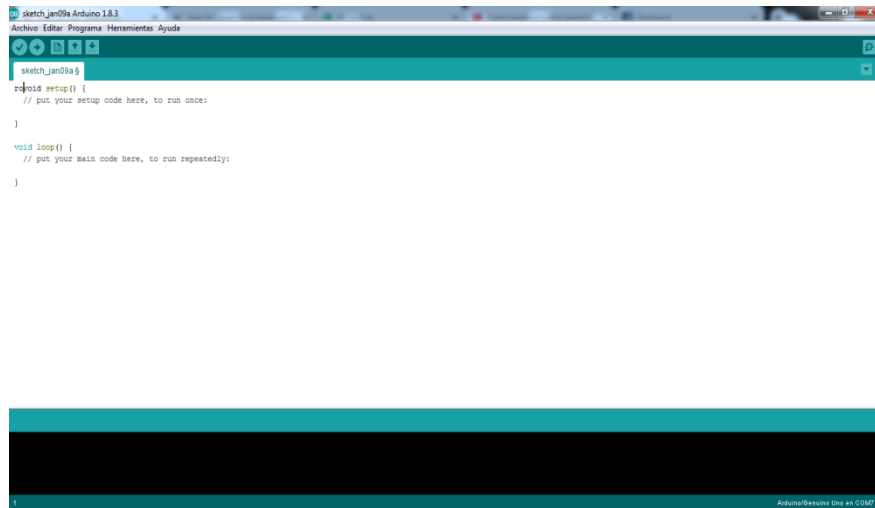 sketch_jan09a Arduino 1.8.3
Archivo Editar Programa Herramientas Ayuda
sketch_jan09a §
rovoid setup() {
// put your setup code here, to run once:
}
void loop() {
// put your main code here, to run repeatedly:
}
1
Arduino/Genuino Uno en COM7